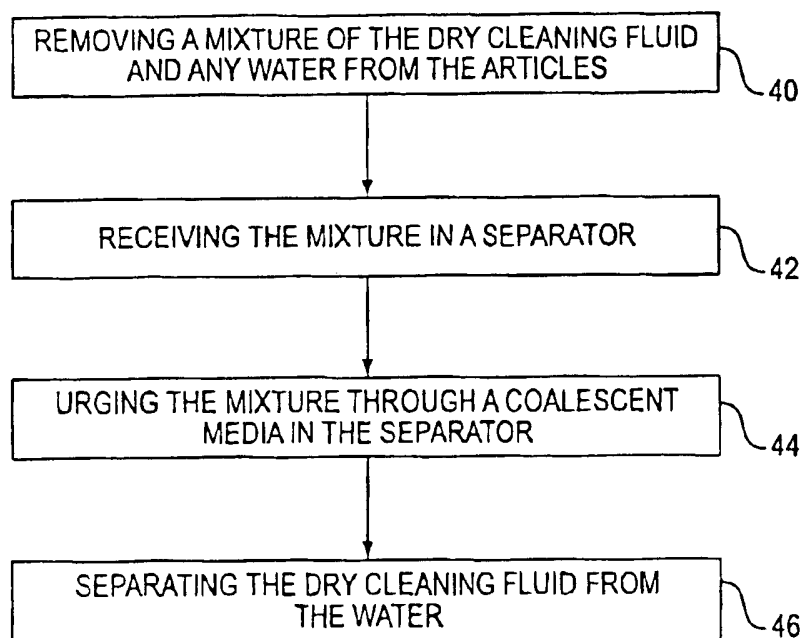 REMOVING A MIXTURE OF THE DRY CLEANING FLUID
AND ANY WATER FROM THE ARTICLES
40
RECEIVING THE MIXTURE IN A SEPARATOR
42
URGING THE MIXTURE THROUGH A COALESCENT
MEDIA IN THE SEPARATOR
44
SEPARATING THE DRY CLEANING FLUID FROM
THE WATER
46